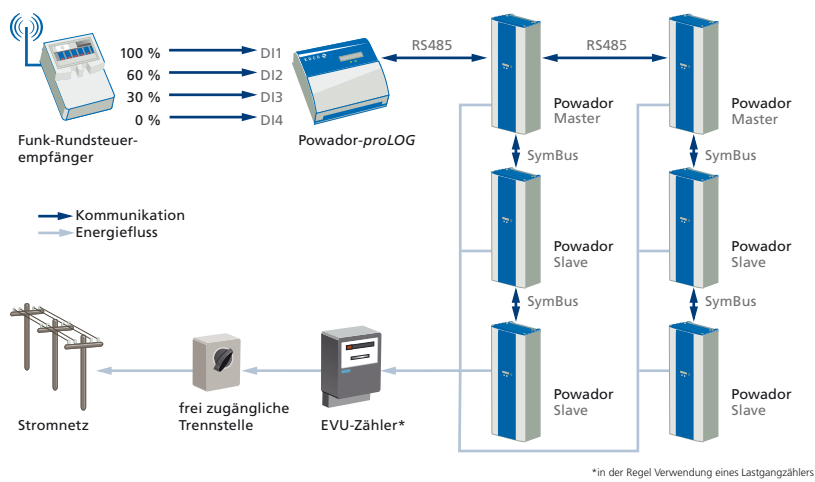 100 %
DI1
60 %
DI2
30 %
DI3
0 %
DI4
RS485
RS485
Funk-Rundsteuer-
empfänger
Powador-proLOG
Powador
Master
Powador
Master
SymBus
SymBus
Kommunikation
Energiefluss
Powador
Slave
Powador
Slave
SymBus
SymBus
Powador
Slave
Powador
Slave
Stromnetz
frei zugängliche
Trennstelle
EVU-Zähler*
*in der Regel Verwendung eines Lastgangzählers